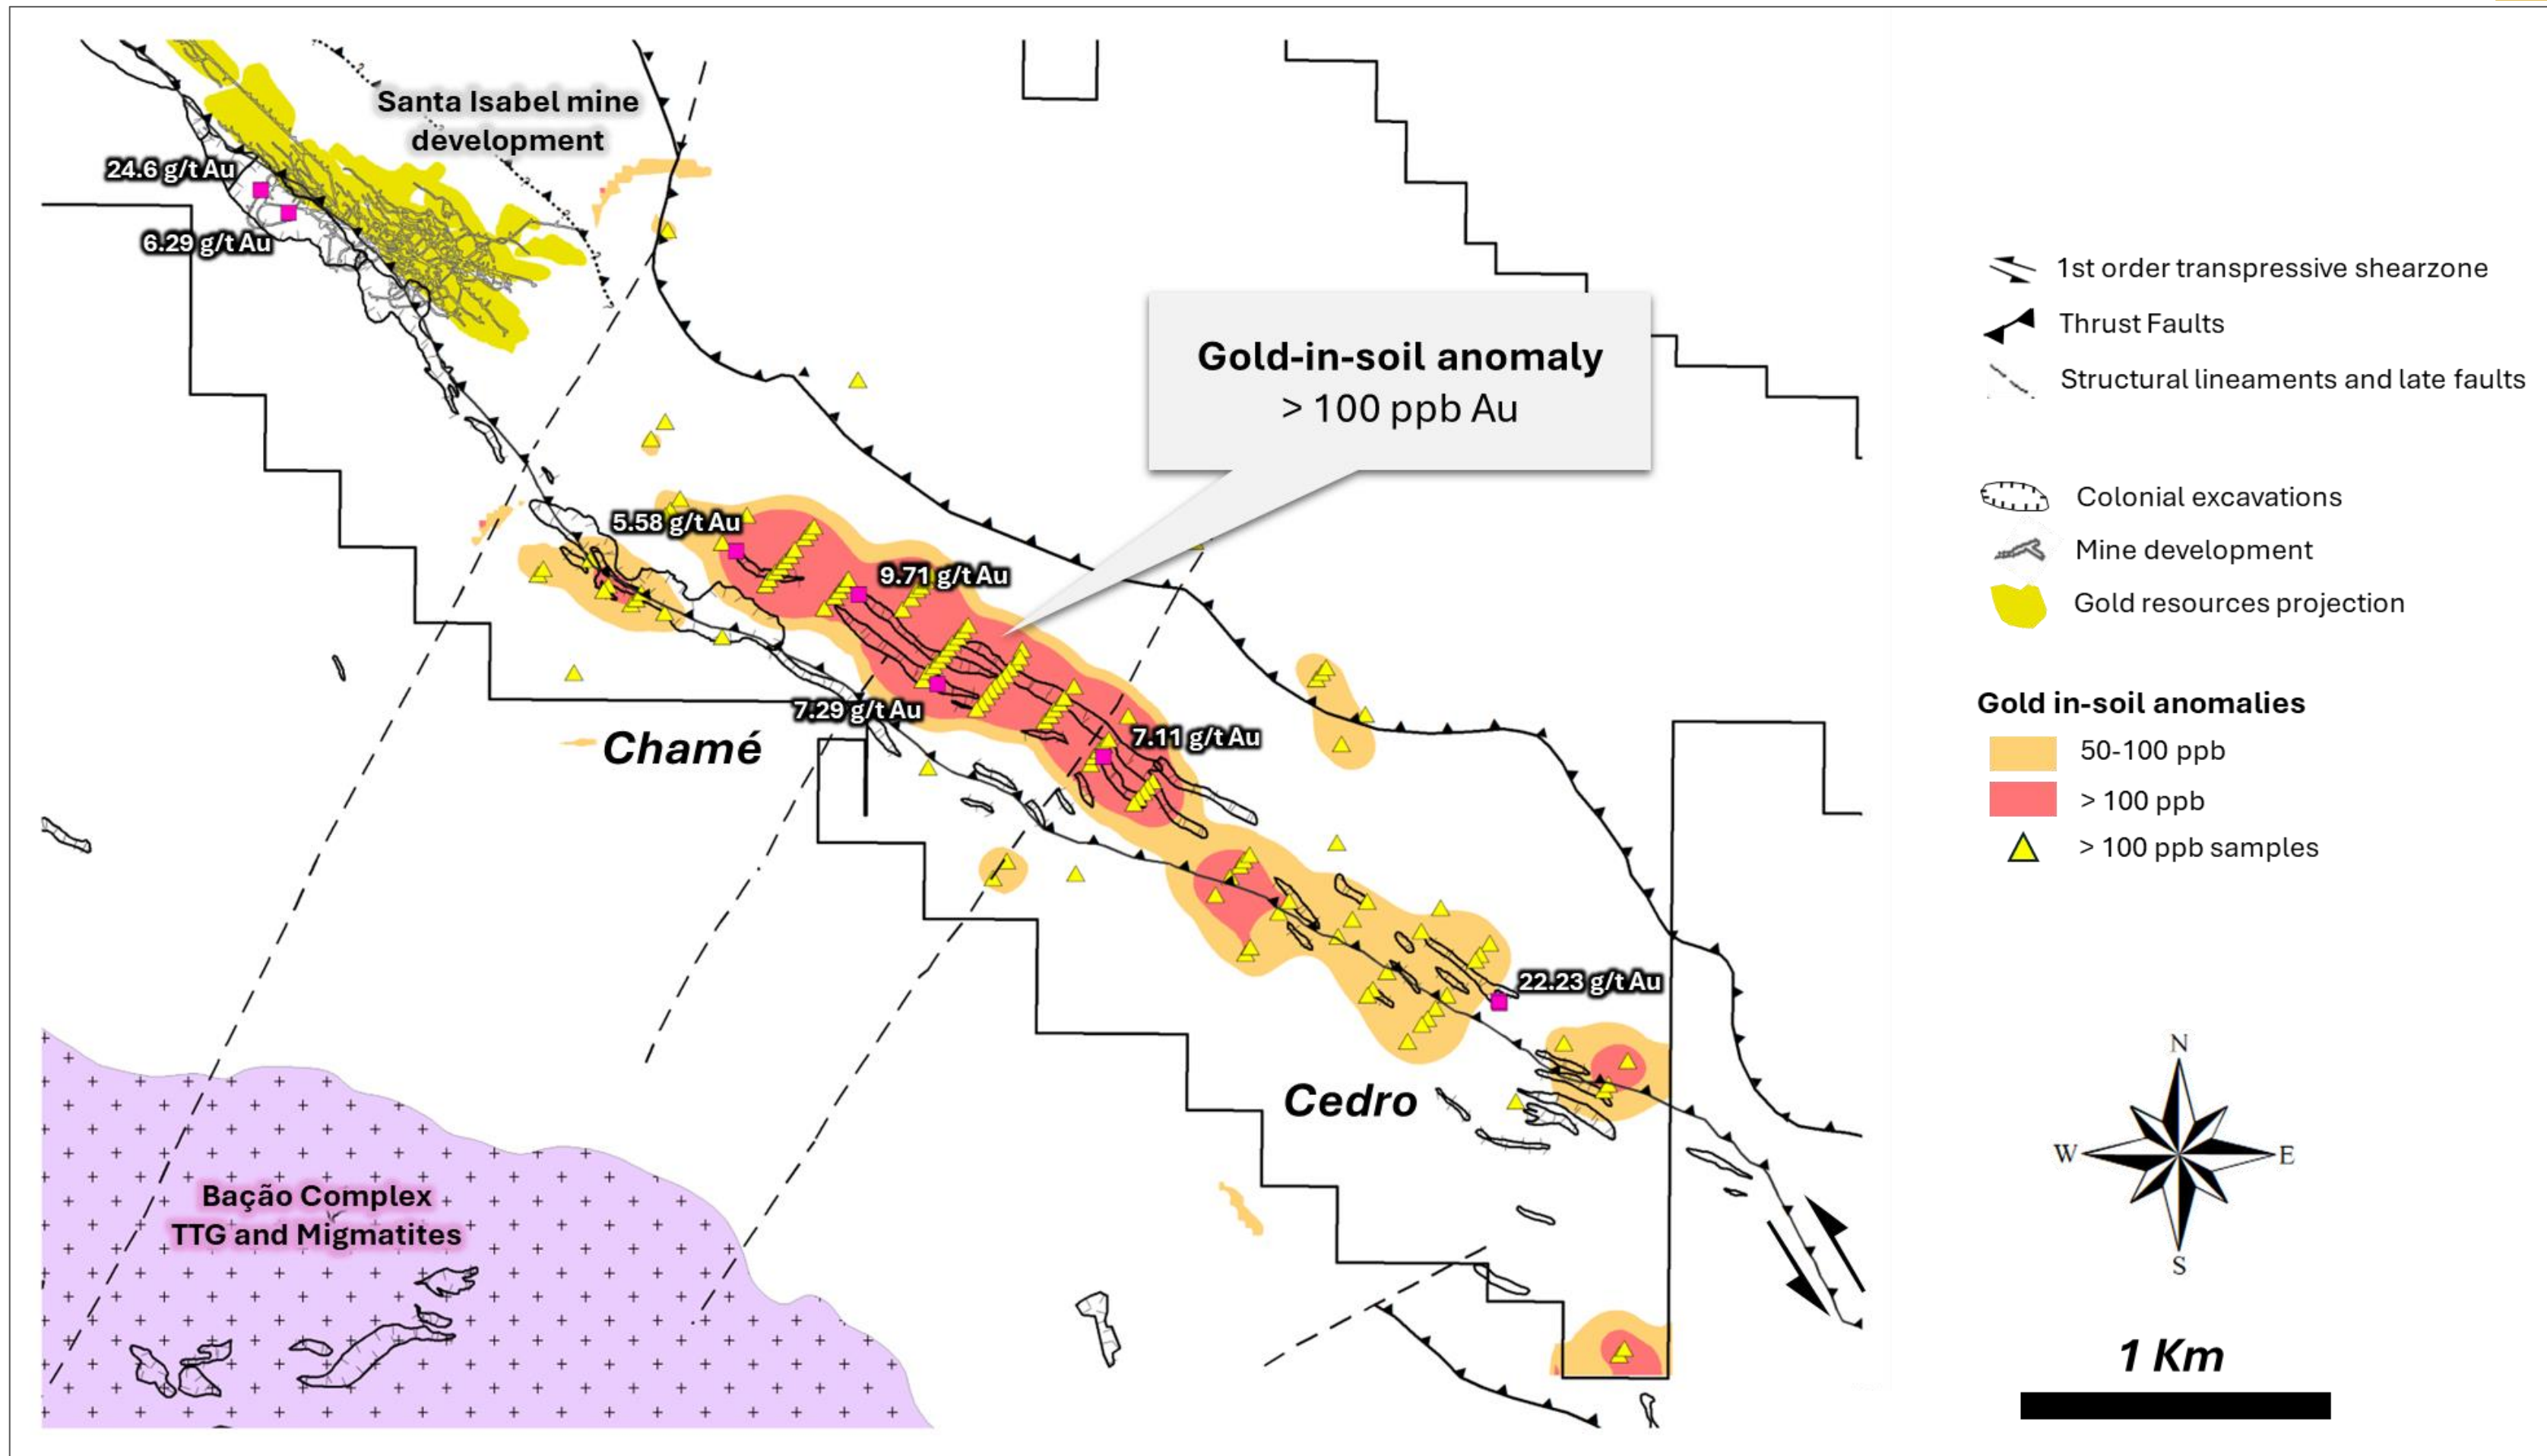 Santa Isabel mine
development
24.6 g/t Au
6.29 g/t Au
Gold-in-soil anomaly
> 100 ppb Au
5.58 g/t Au
9.71 g/t Au
7.29 g/t Au
7.11 g/t Au
Chamé
22.23 g/t Au
Cedro
Bação Complex
TTG and Migmatites
1st order transpressive shearzone
Thrust Faults
Structural lineaments and late faults
Colonial excavations
Mine development
Gold resources projection
Gold in-soil anomalies
50-100 ppb
> 100 ppb
> 100 ppb samples
N
W
E
S
1 Km